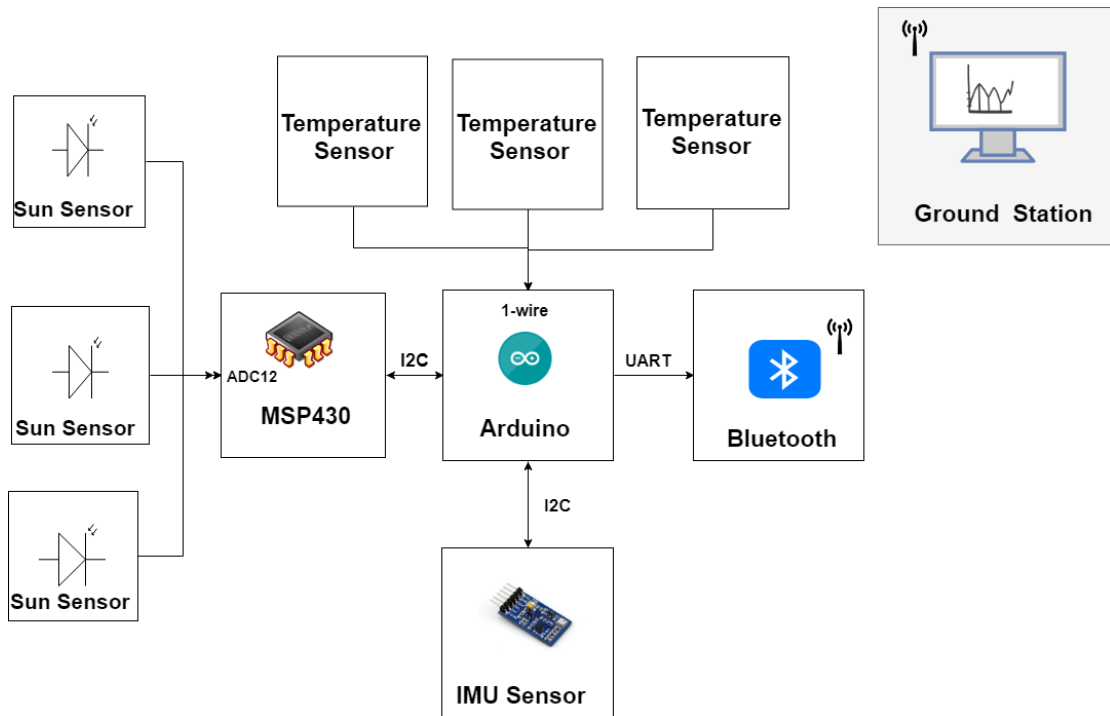 Temperature
Sensor
Temperature
Sensor
Temperature
Sensor
Ground  Station
Sun Sensor
Sun Sensor
Sun Sensor
ADC12
MSP430
I2C
1-wire
Arduino
UART
Bluetooth
I2C
IMU Sensor